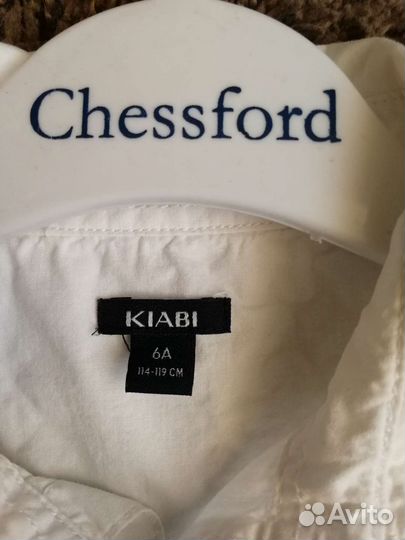 Chessford
KIABI
6A
114-119 CM
Avito